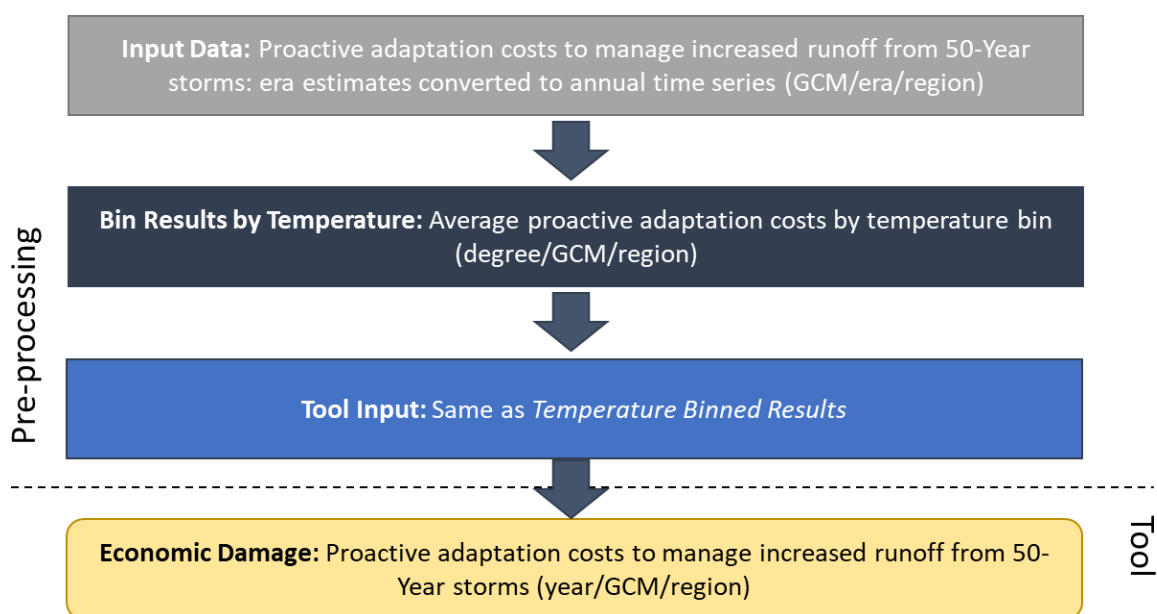 Input Data: Proactive adaptation costs to manage increased runoff from 50-Year
storms: era estimates converted to annual time series (GCM/era/region)
Bin Results by Temperature: Average proactive adaptation costs by temperature bin
(degree/GCM/region)
Pre-processing
Tool Input: Same as Temperature Binned Results
Economic Damage: Proactive adaptation costs to manage increased runoff from 50-
Year storms (year/GCM/region)
Tool